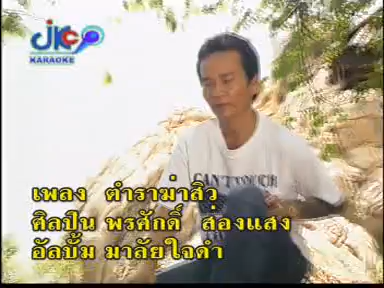 JKC
KARAOKE
CAN'T TOUCH
เพลง ตำราม่าสิว
ศิลปิน พรศักดิ์ ส่องแสง
อัลบั้ม มาลัยใจดำ